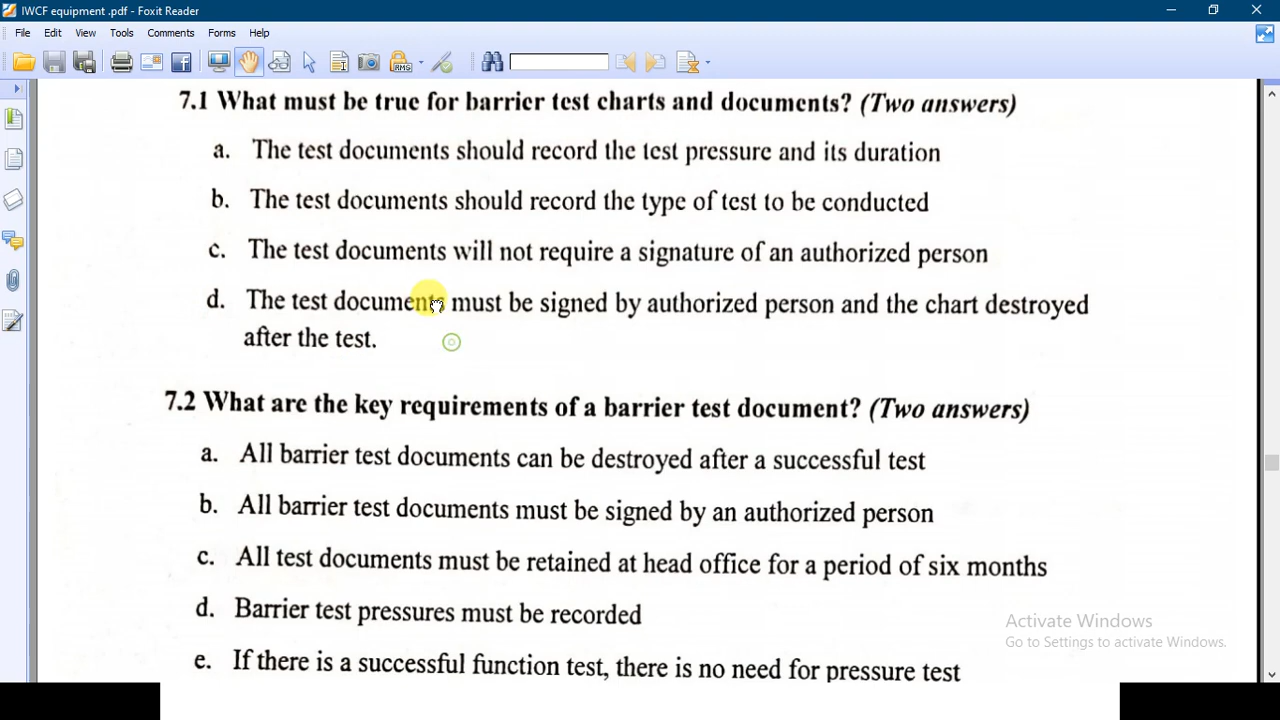 IWCF equipment .pdf - Foxit Reader
File Edit View Tools Comments Forms Help
RMS
7.1 What must be true for barrier test charts and documents? (Two answers)
a. The test documents should record the test pressure and its duration
b. The test documents should record the type of test to be conducted
c. The test documents will not require a signature of an authorized person
d. The test documents must be signed by authorized person and the chart destroyed
after the test.
7.2 What are the key requirements of a barrier test document? (Two answers)
a. All barrier test documents can be destroyed after a successful test
b. All barrier test documents must be signed by an authorized person
c. All test documents must be retained at head office for a period of six months
d. Barrier test pressures must be recorded
e. If there is a successful function test, there is no need for pressure test
Activate Windows
Go to Settings to activate Windows.